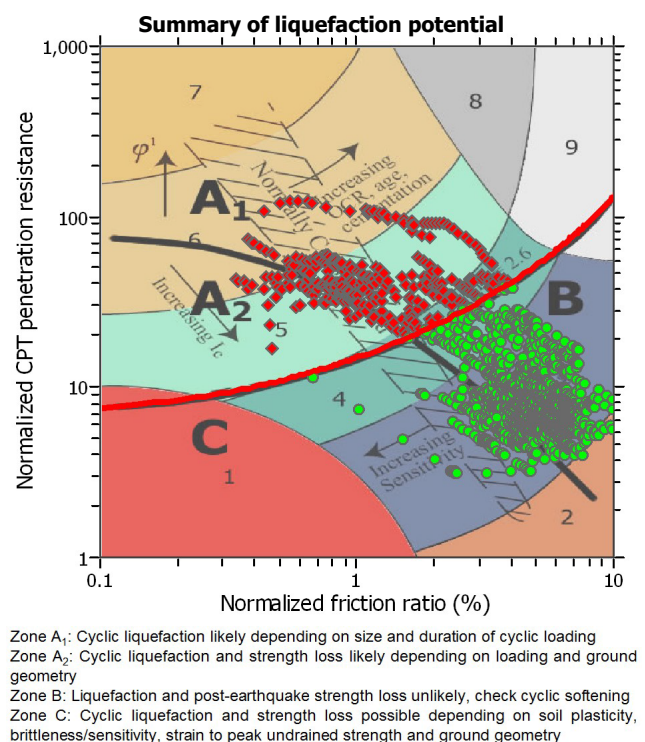 Summary of liquefaction potential
1,000
7
8
φ¹
9
Normally C
Increasing
OCR, age,
cementation
A1
100
6
2.6
A2
B
Increasing Ic
5
Normalized CPT penetration resistance
10
4
C
Increasing
Sensitivity
1
2
1
0.1
1
10
Normalized friction ratio (%)
Zone A1: Cyclic liquefaction likely depending on size and duration of cyclic loading
Zone A2: Cyclic liquefaction and strength loss likely depending on loading and ground
geometry
Zone B: Liquefaction and post-earthquake strength loss unlikely, check cyclic softening
Zone C: Cyclic liquefaction and strength loss possible depending on soil plasticity,
brittleness/sensitivity, strain to peak undrained strength and ground geometry